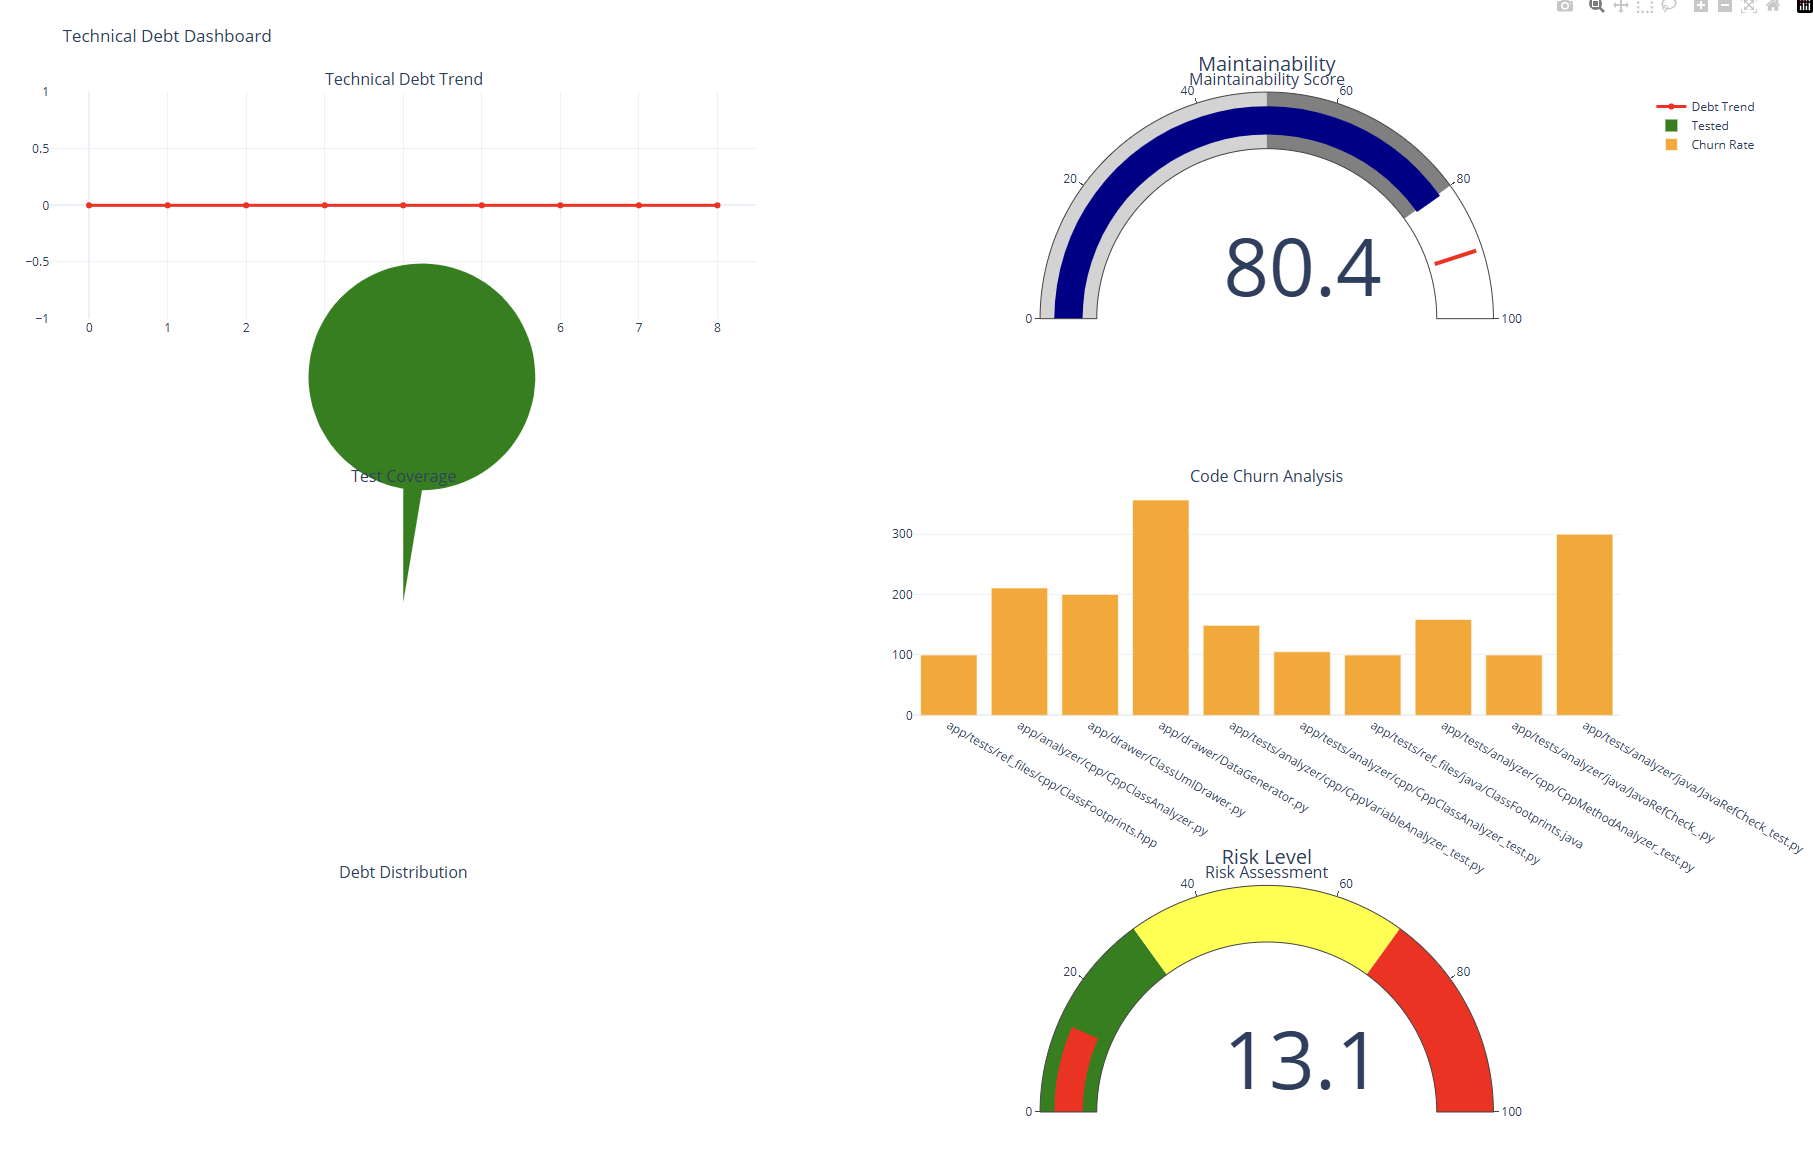 Technical Debt Dashboard
Technical Debt Trend
1
0.5
0
−0.5
−1
0
1
2
6
7
8
Maintainability
Maintainability Score
0
20
40
60
80
100
80.4
Debt Trend
Tested
Churn Rate
Test Coverage
Code Churn Analysis
300
200
100
0
app/tests/ref_files/cpp/ClassFootprints.hpp
app/analyzer/cpp/CppClassAnalyzer.py
app/drawer/ClassUmlDrawer.py
app/drawer/DataGenerator.py
app/tests/analyzer/cpp/CppVariableAnalyzer_test.py
app/tests/analyzer/cpp/CppClassAnalyzer_test.py
app/tests/ref_files/java/ClassFootprints.java
app/tests/analyzer/cpp/CppMethodAnalyzer_test.py
app/tests/analyzer/java/JavaRefCheck_.py
app/tests/analyzer/java/JavaRefCheck_test.py
Debt Distribution
Risk Level
Risk Assessment
0
20
40
60
80
100
13.1